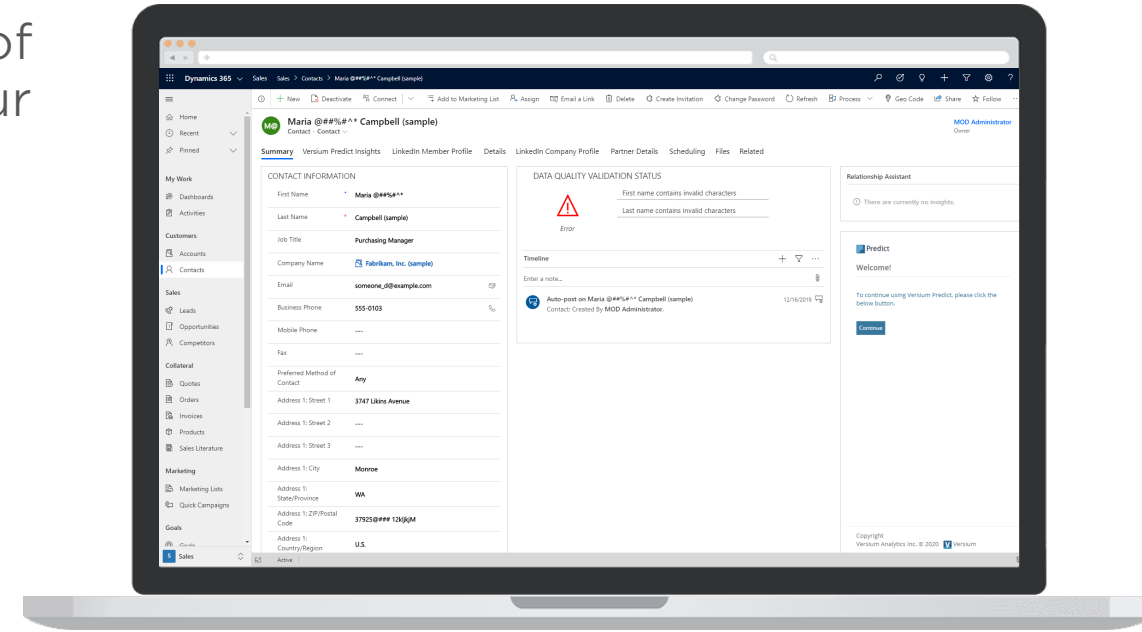 of
ur
Dynamics 365
Sales Sales > Contacts > Maria @##%#^* Campbell (sample)
New Deactivate Connect Add to Marketing List Assign Email a Link Delete Create Invitation Change Password Refresh Process Geo Code Share Follow
Home
Recent
Pinned
My Work
Dashboards
Activities
Customers
Accounts
Contacts
Sales
Leads
Opportunities
Competitors
Collateral
Quotes
Orders
Invoices
Products
Sales Literature
Marketing
Marketing Lists
Quick Campaigns
Goals
Goals
S Sales
M@ Maria @##%#^* Campbell (sample)
Contact - Contact
MOD Administrator
Owner
Summary Versium Predict Insights LinkedIn Member Profile Details LinkedIn Company Profile Partner Details Scheduling Files Related
CONTACT INFORMATION
First Name * Maria @##%#^*
Last Name * Campbell (sample)
Job Title Purchasing Manager
Company Name Fabrikam, Inc. (sample)
Email someone_d@example.com
Business Phone 555-0103
Mobile Phone ---
Fax ---
Preferred Method of
Contact Any
Address 1: Street 1 3747 Likins Avenue
Address 1: Street 2 ---
Address 1: Street 3 ---
Address 1: City Monroe
Address 1:
State/Province WA
Address 1: ZIP/Postal
Code 37925@### 12kljkjM
Address 1:
Country/Region U.S.
Active
DATA QUALITY VALIDATION STATUS
First name contains invalid characters
Last name contains invalid characters
Error
Timeline
Enter a note...
Auto-post on Maria @##%#^* Campbell (sample) 12/16/2019
Contact: Created By MOD Administrator.
Relationship Assistant
There are currently no insights.
Predict
Welcome!
To continue using Versium Predict, please click the
below button.
Continue
Copyright
Versium Analytics Inc. © 2020 Versium